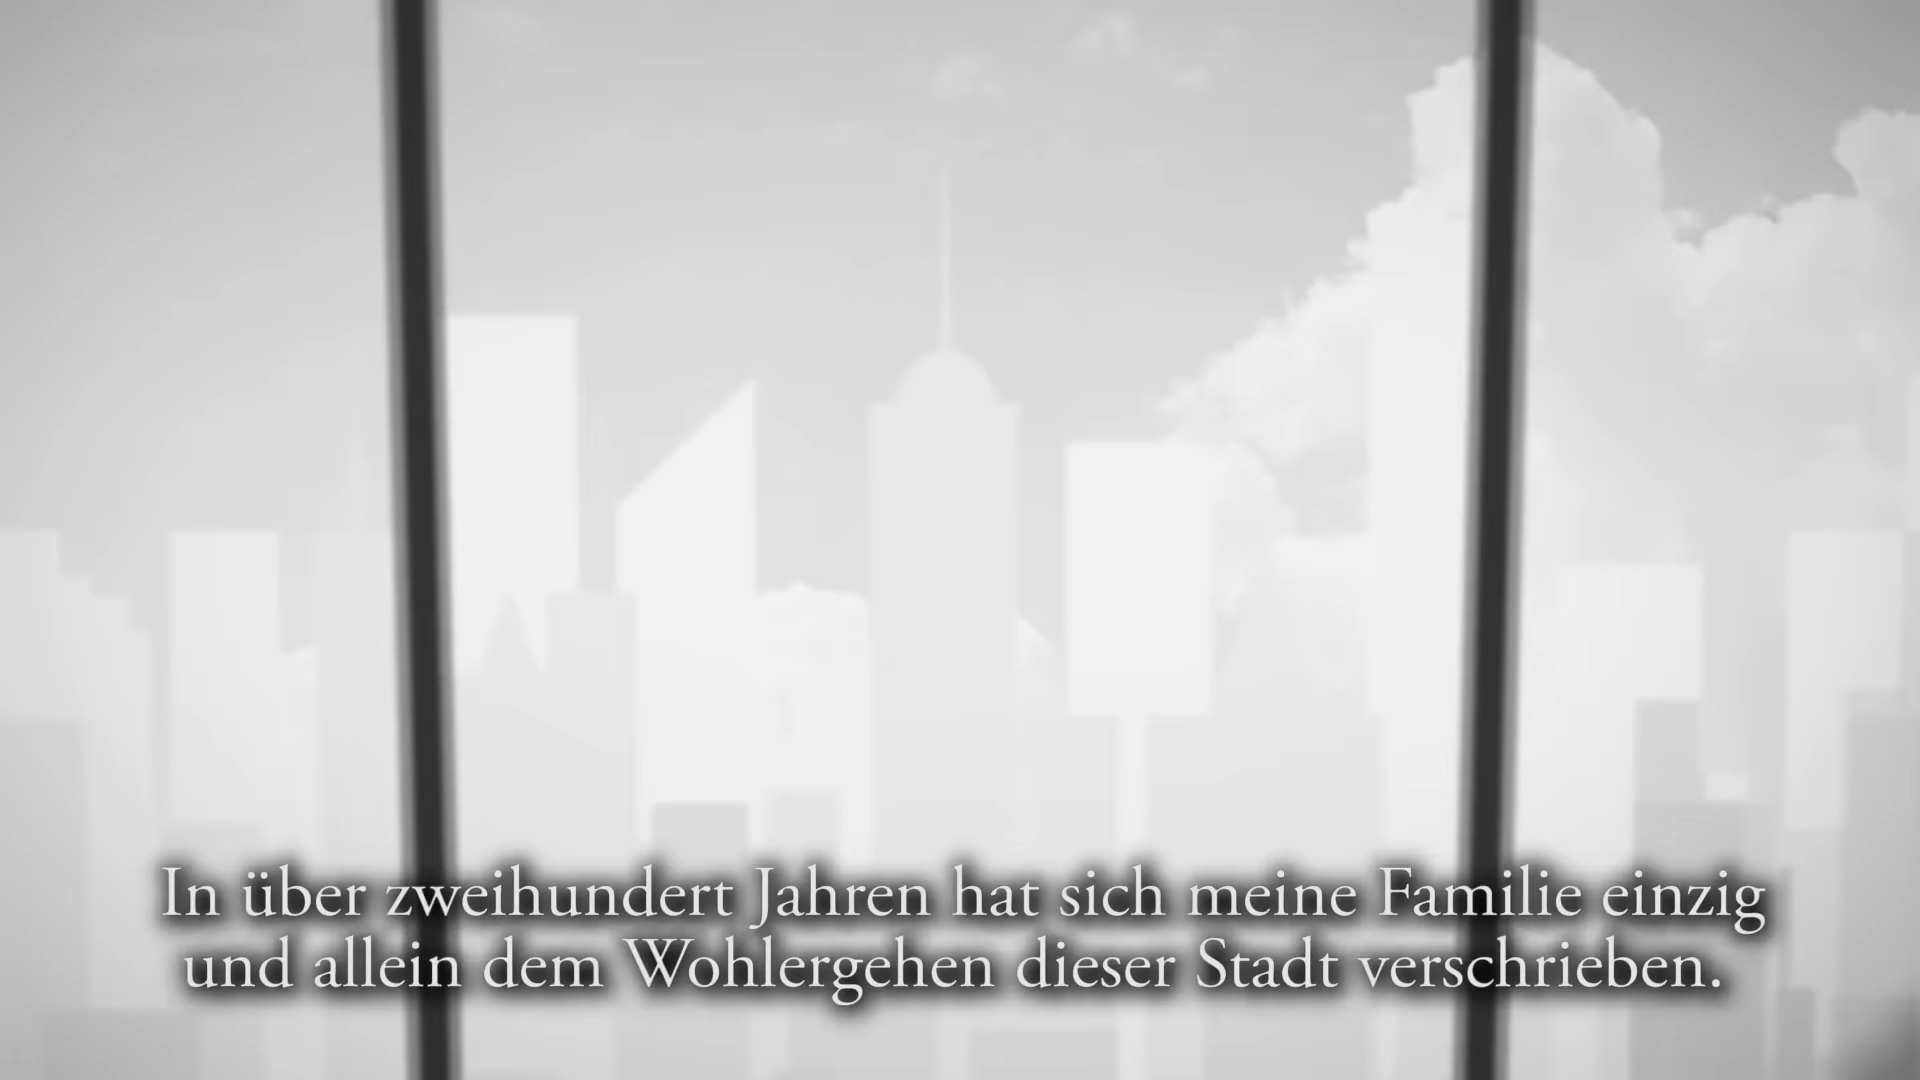 In über zweihundert Jahren hat sich meine Familie einzig
und allein dem Wohlergehen dieser Stadt verschrieben.